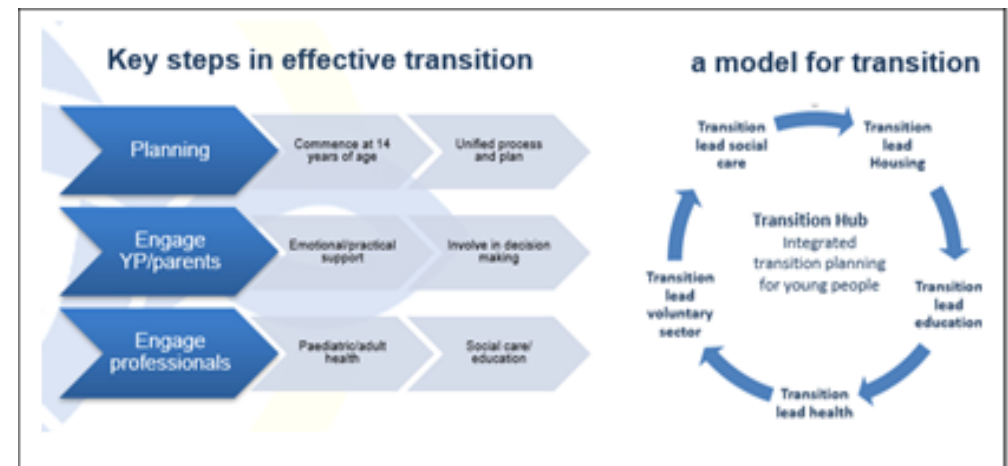 Key steps in effective transition
Planning
Commence at 14
years of age
Unified process
and plan
Engage
YP/parents
Emotional/practical
support
Involve in decision
making
Engage
professionals
Paediatric/adult
health
Social care/
education
a model for transition
Transition
lead social
care
Transition
lead
Housing
Transition
lead
education
Transition
lead health
Transition
lead
voluntary
sector
Transition Hub
Integrated
transition planning
for young people